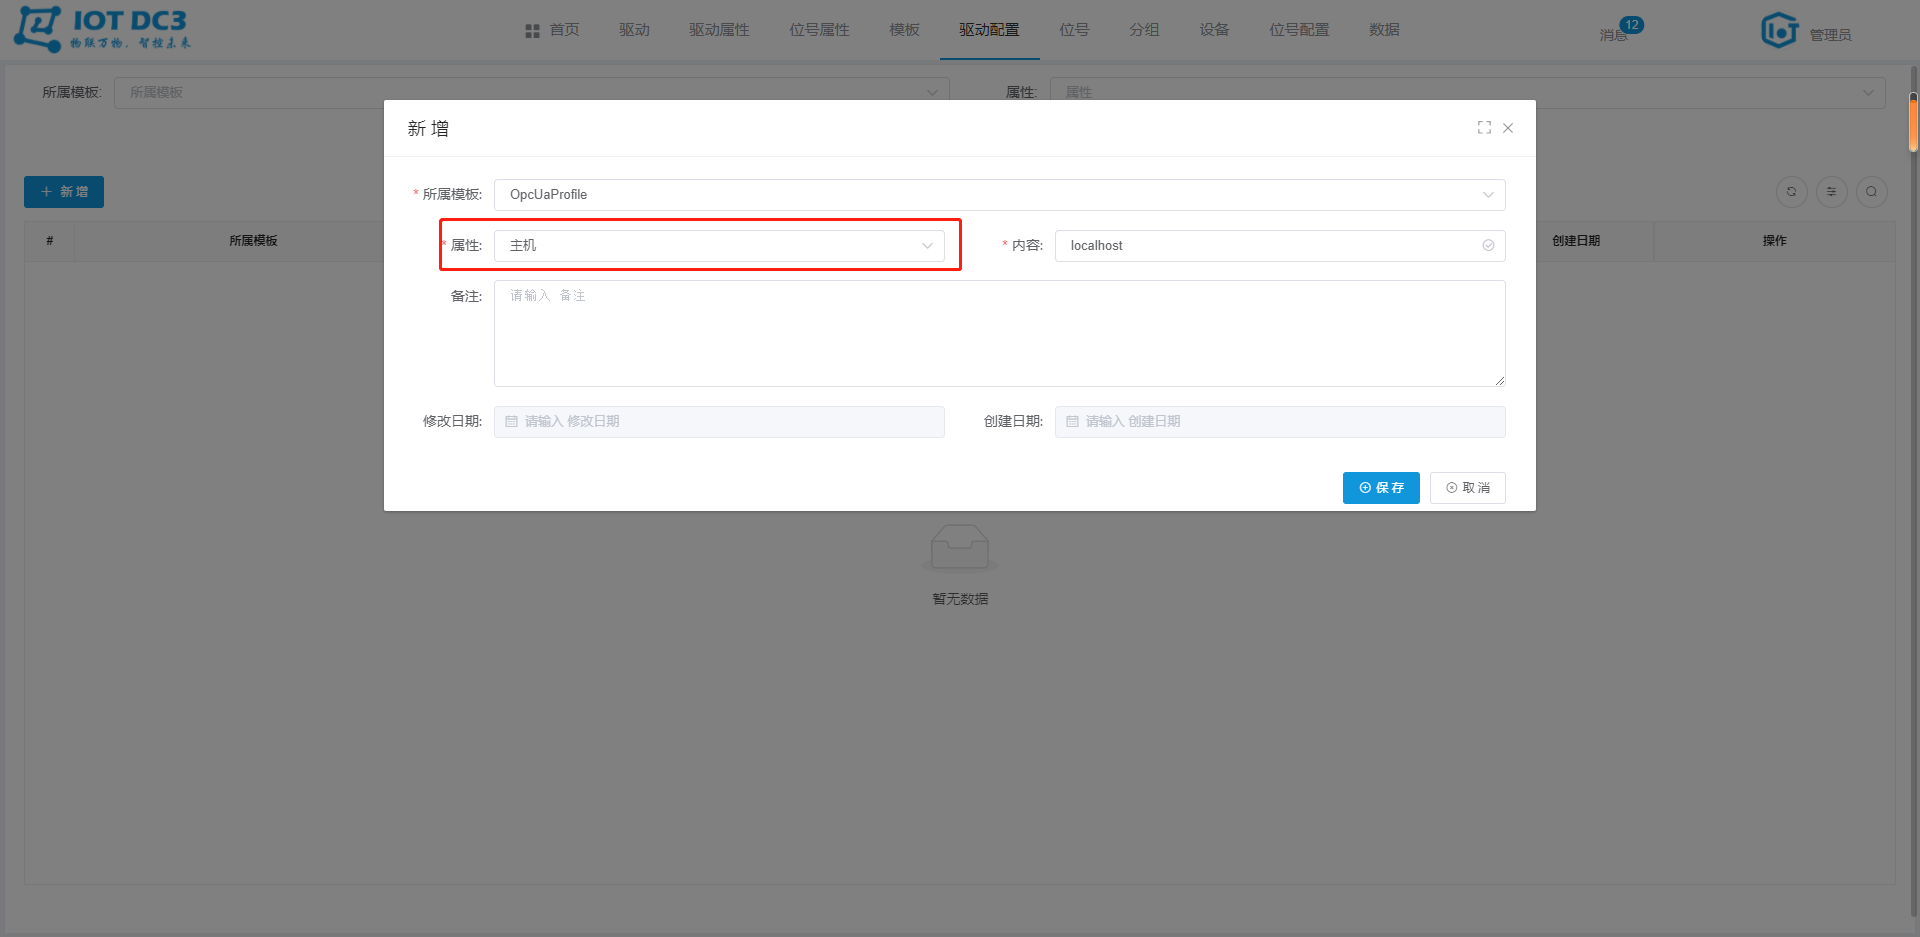 IOT DC3
物联万物，智控未来
首页 驱动 驱动属性 位号属性 模板 驱动配置 位号 分组 设备 位号配置 数据 消息 12 管理员
所属模板: 所属模板 属性: 属性
新 增
* 所属模板: OpcUaProfile
新 增
# 所属模板 创建日期 操作
* 属性: 主机 * 内容: localhost
备注: 请输入 备注
修改日期: 请输入 修改日期 创建日期: 请输入 创建日期
保 存 取 消
暂无数据